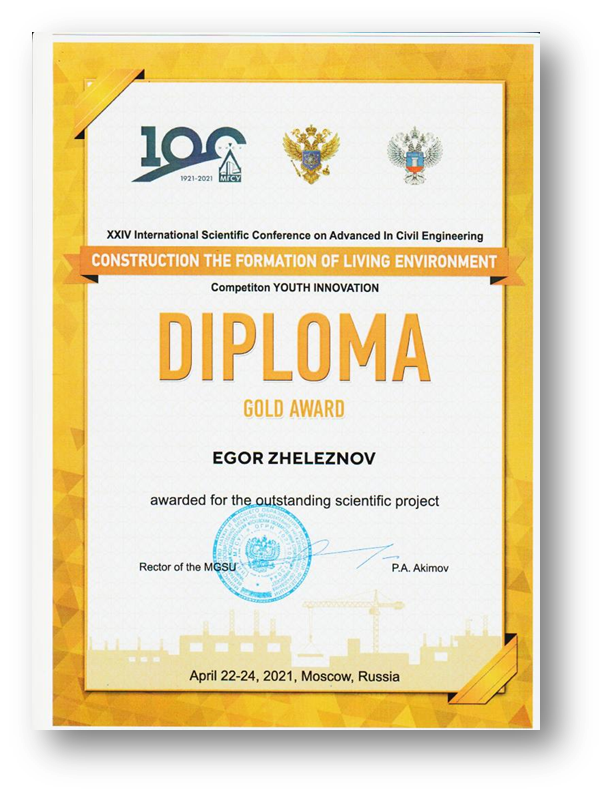 100
1921-2021
МГСУ
XXIV International Scientific Conference on Advanced In Civil Engineering
CONSTRUCTION THE FORMATION OF LIVING ENVIRONMENT
Competiton YOUTH INNOVATION
DIPLOMA
GOLD AWARD
EGOR ZHELEZNOV
awarded for the outstanding scientific project
Rector of the MGSU
P.A. Akimov
April 22-24, 2021, Moscow, Russia